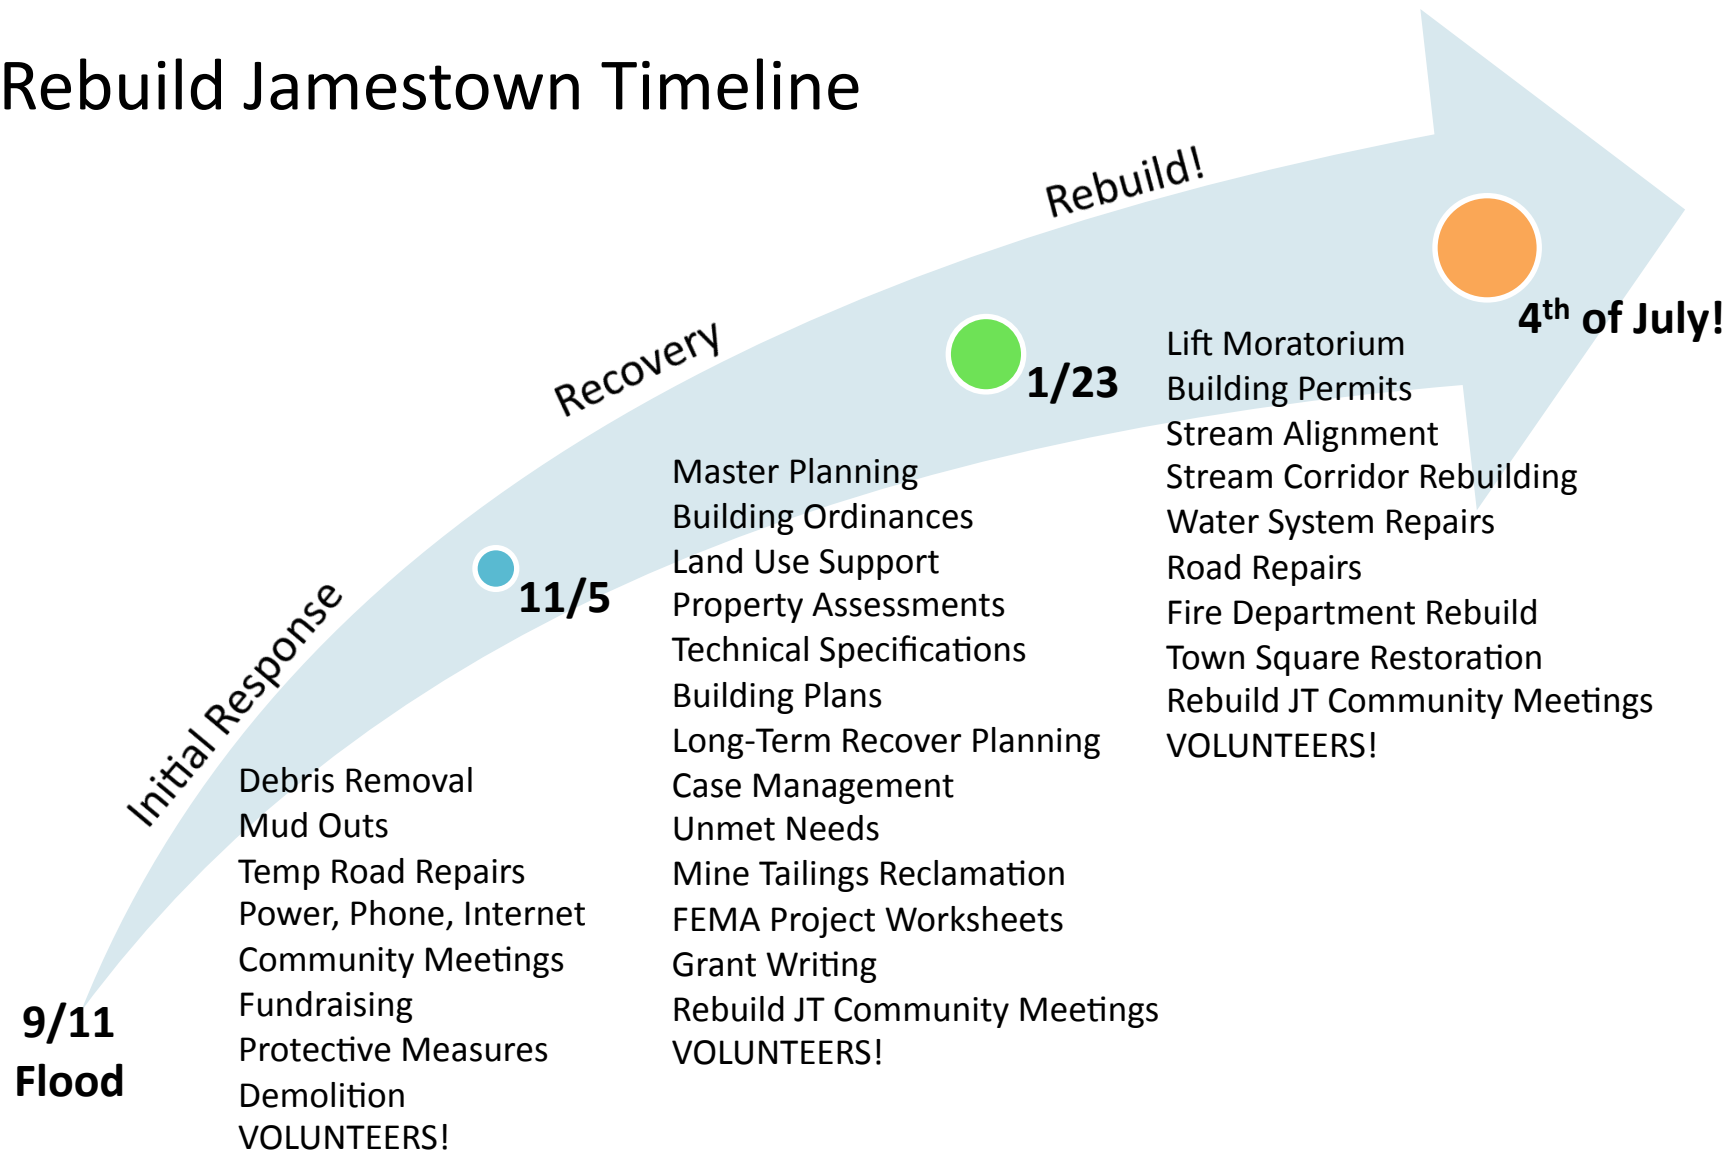 Rebuild Jamestown Timeline
Initial Response
Recovery
Rebuild!
9/11
Flood
11/5
1/23
4th of July!
Debris Removal
Mud Outs
Temp Road Repairs
Power, Phone, Internet
Community Meetings
Fundraising
Protective Measures
Demolition
VOLUNTEERS!
Master Planning
Building Ordinances
Land Use Support
Property Assessments
Technical Specifications
Building Plans
Long-Term Recover Planning
Case Management
Unmet Needs
Mine Tailings Reclamation
FEMA Project Worksheets
Grant Writing
Rebuild JT Community Meetings
VOLUNTEERS!
Lift Moratorium
Building Permits
Stream Alignment
Stream Corridor Rebuilding
Water System Repairs
Road Repairs
Fire Department Rebuild
Town Square Restoration
Rebuild JT Community Meetings
VOLUNTEERS!